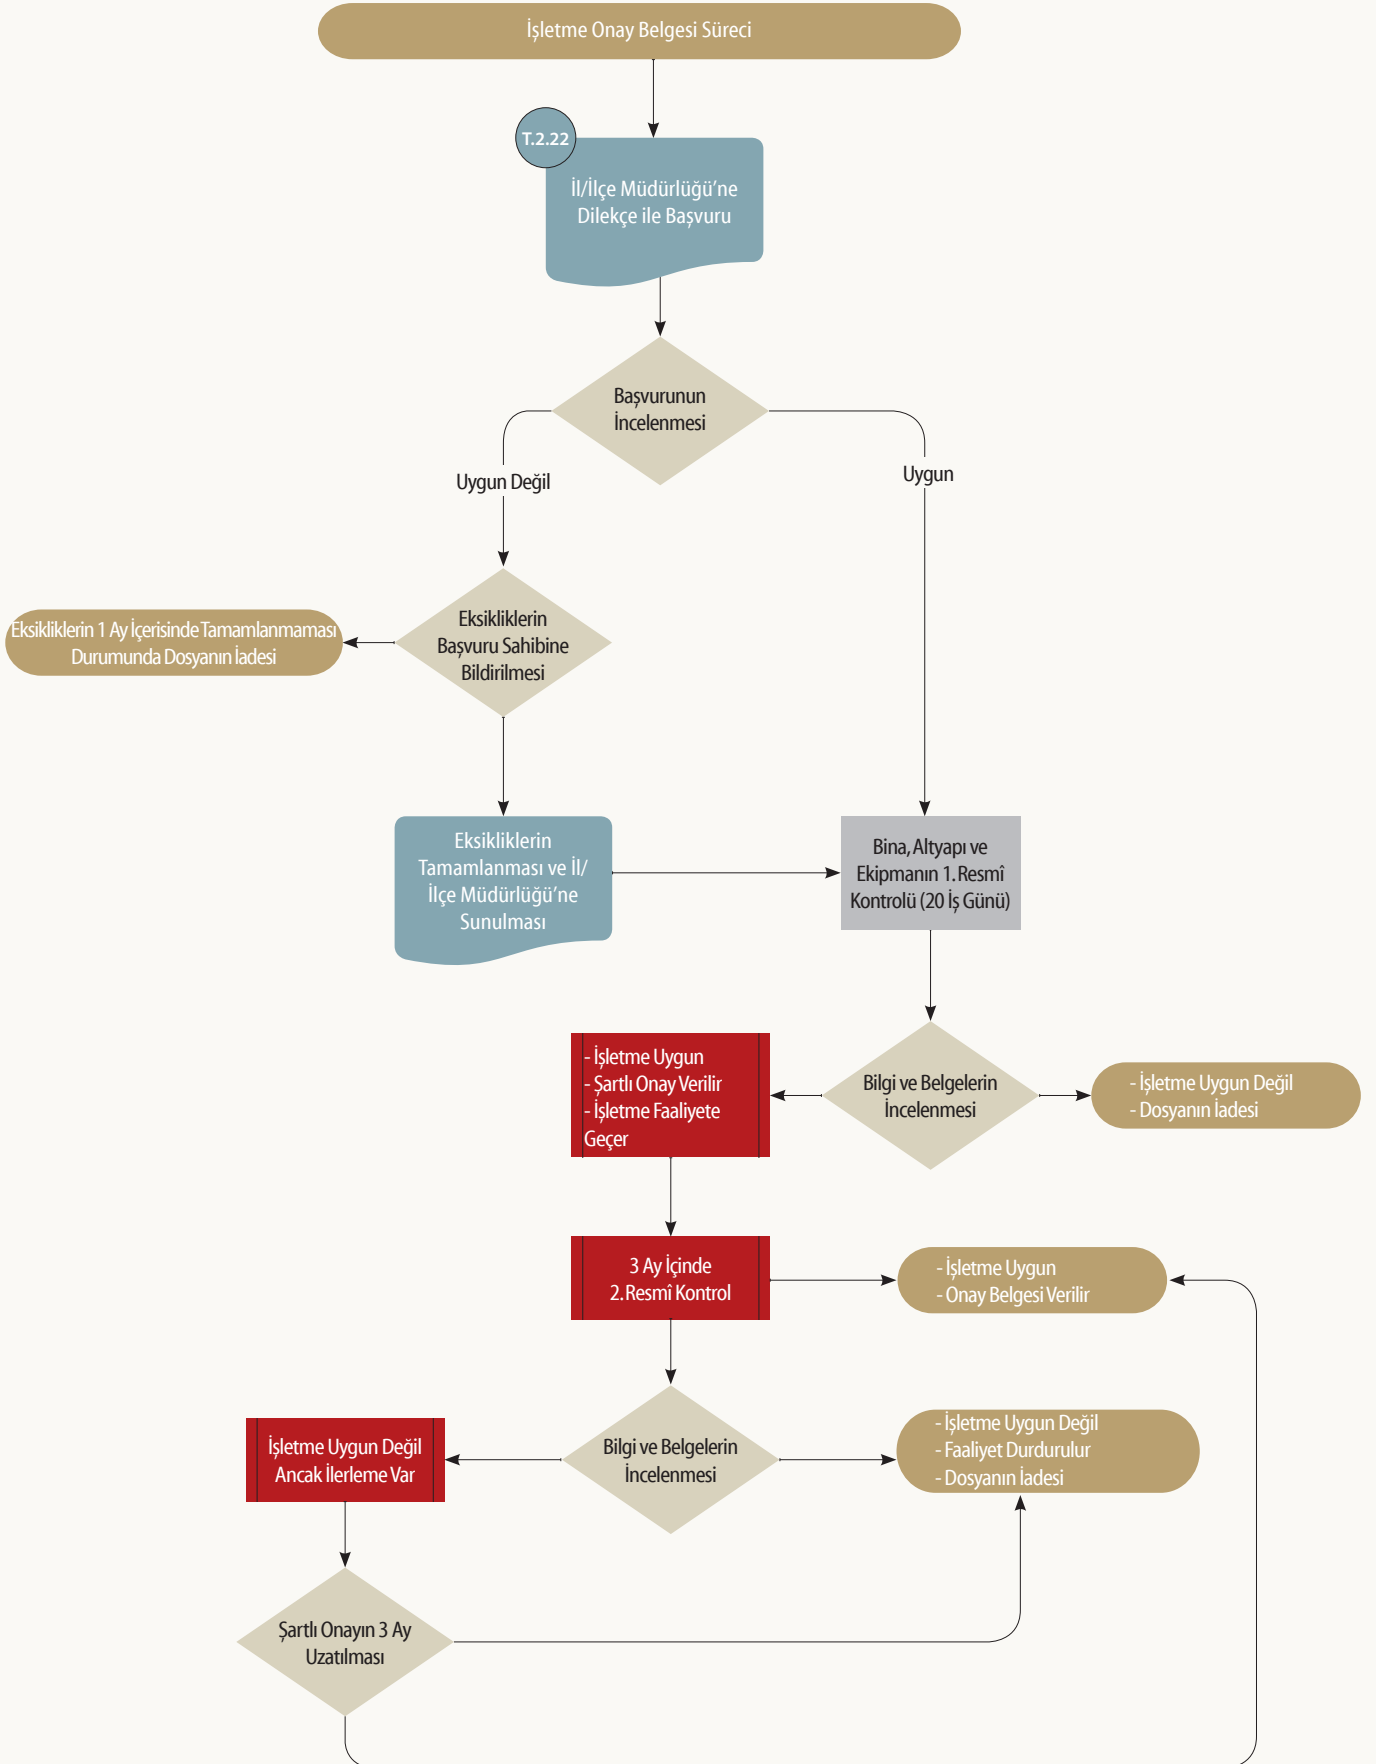 İşletme Onay Belgesi Süreci
T.2.22
İl/İlçe Müdürlüğü'ne
Dilekçe ile Başvuru
Başvurunun
İncelenmesi
Uygun Değil
Uygun
Eksikliklerin
Başvuru Sahibine
Bildirilmesi
Eksikliklerin 1 Ay İçerisinde Tamamlanmaması
Durumunda Dosyanın İadesi
Eksikliklerin
Tamamlanması ve İl/
İlçe Müdürlüğü'ne
Sunulması
Bina, Altyapı ve
Ekipmanın 1. Resmî
Kontrolü (20 İş Günü)
- İşletme Uygun
- Şartlı Onay Verilir
- İşletme Faaliyete
Geçer
Bilgi ve Belgelerin
İncelenmesi
- İşletme Uygun Değil
- Dosyanın İadesi
3 Ay İçinde
2. Resmî Kontrol
- İşletme Uygun
- Onay Belgesi Verilir
İşletme Uygun Değil
Ancak İlerleme Var
Bilgi ve Belgelerin
İncelenmesi
- İşletme Uygun Değil
- Faaliyet Durdurulur
- Dosyanın İadesi
Şartlı Onayın 3 Ay
Uzatılması